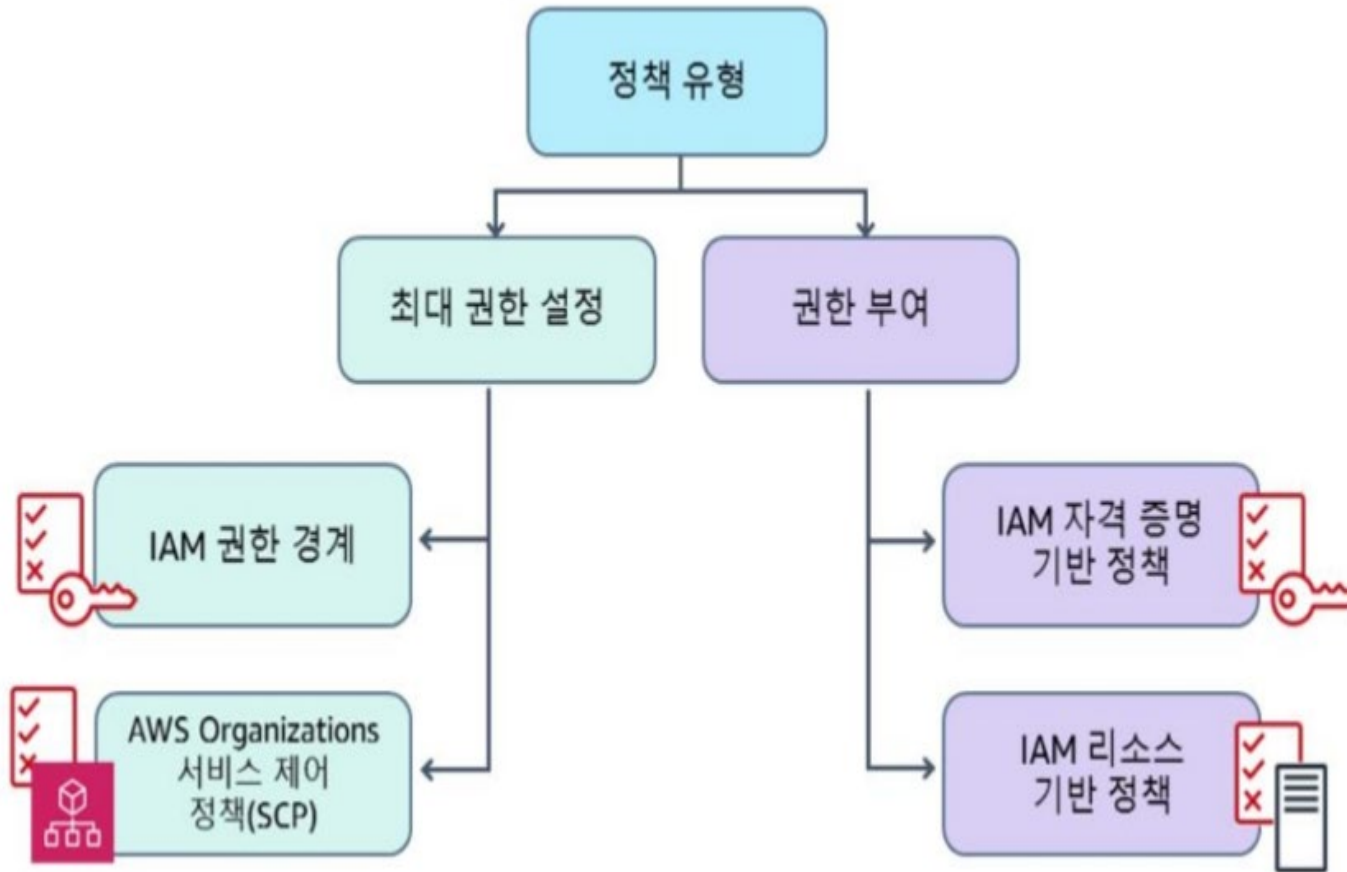 정책 유형
최대 권한 설정
권한 부여
IAM 권한 경계
IAM 자격 증명
기반 정책
AWS Organizations
서비스 제어
정책(SCP)
IAM 리소스
기반 정책